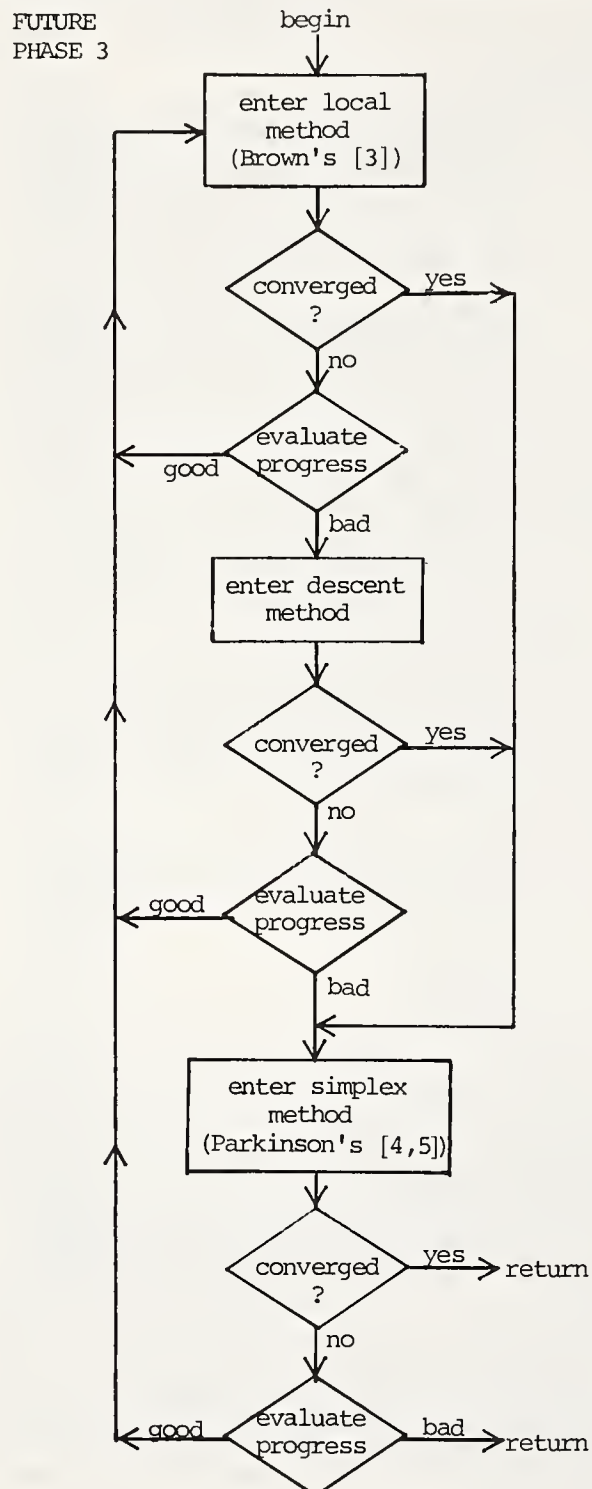 FUTURE
PHASE 3
begin
enter local
method
(Brown's [3])
converged
?
yes
no
evaluate
progress
good
bad
enter descent
method
converged
?
yes
no
evaluate
progress
good
bad
enter simplex
method
(Parkinson's [4,5])
converged
?
yes
return
no
evaluate
progress
good
bad
return